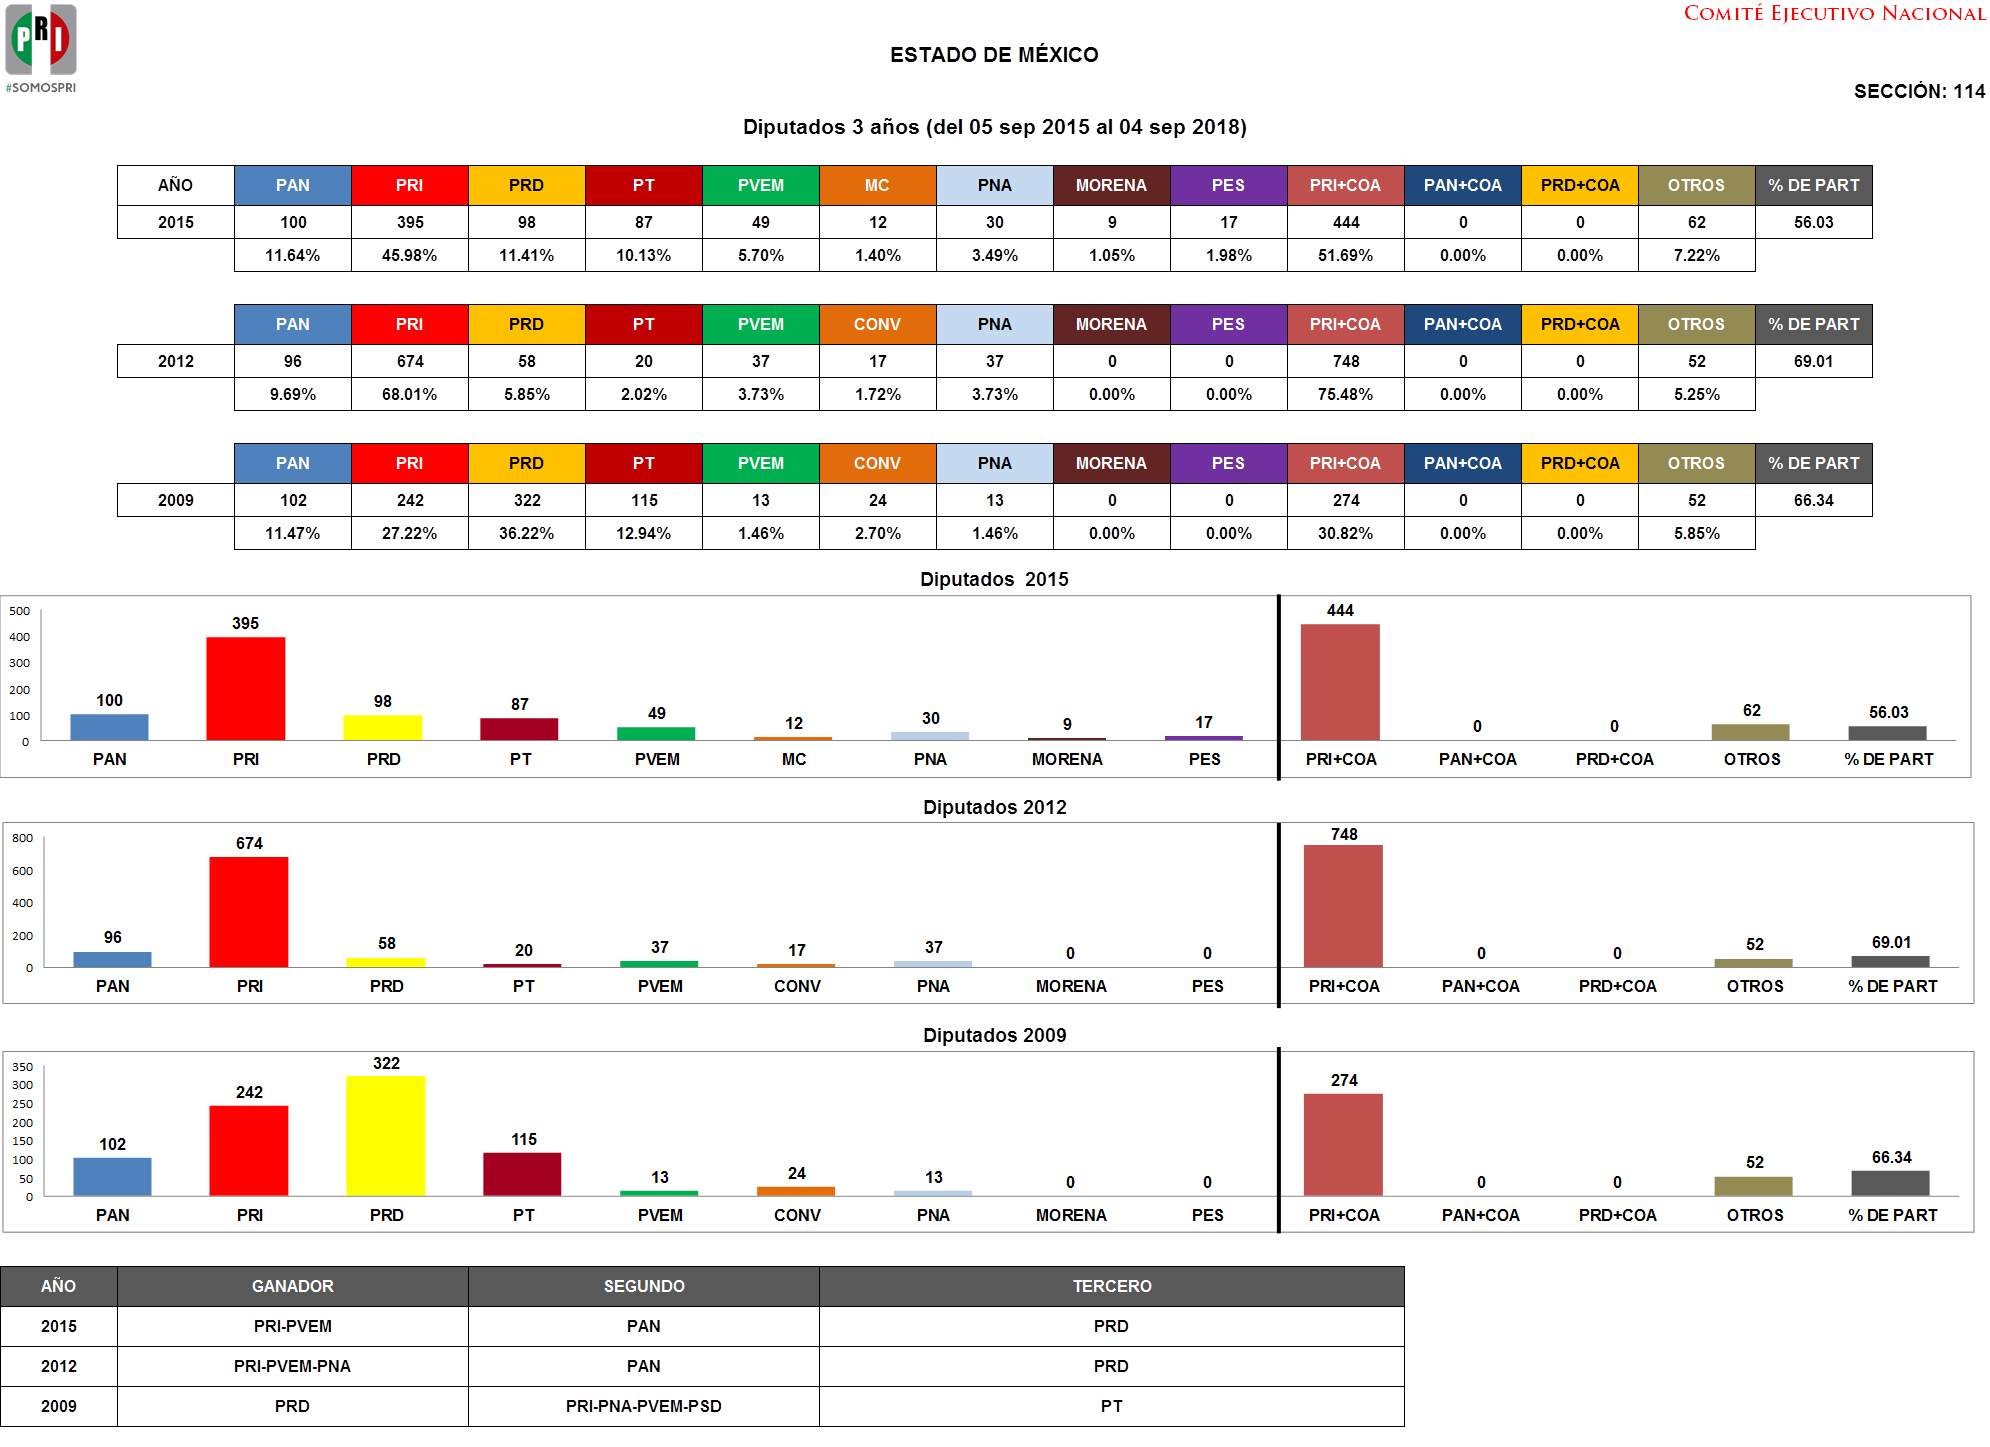 PRI
#SOMOSPRI
COMITÉ EJECUTIVO NACIONAL
ESTADO DE MÉXICO
SECCIÓN: 114
Diputados 3 años (del 05 sep 2015 al 04 sep 2018)
AÑO PAN PRI PRD PT PVEM MC PNA MORENA PES PRI+COA PAN+COA PRD+COA OTROS % DE PART
2015 100 395 98 87 49 12 30 9 17 444 0 0 62 56.03
11.64% 45.98% 11.41% 10.13% 5.70% 1.40% 3.49% 1.05% 1.98% 51.69% 0.00% 0.00% 7.22%
PAN PRI PRD PT PVEM CONV PNA MORENA PES PRI+COA PAN+COA PRD+COA OTROS % DE PART
2012 96 674 58 20 37 17 37 0 0 748 0 0 52 69.01
9.69% 68.01% 5.85% 2.02% 3.73% 1.72% 3.73% 0.00% 0.00% 75.48% 0.00% 0.00% 5.25%
PAN PRI PRD PT PVEM CONV PNA MORENA PES PRI+COA PAN+COA PRD+COA OTROS % DE PART
2009 102 242 322 115 13 24 13 0 0 274 0 0 52 66.34
11.47% 27.22% 36.22% 12.94% 1.46% 2.70% 1.46% 0.00% 0.00% 30.82% 0.00% 0.00% 5.85%
Diputados 2015
500
400
300
200
100
0
100 395 98 87 49 12 30 9 17 444 0 0 62 56.03
PAN PRI PRD PT PVEM MC PNA MORENA PES PRI+COA PAN+COA PRD+COA OTROS % DE PART
Diputados 2012
800
600
400
200
0
96 674 58 20 37 17 37 0 0 748 0 0 52 69.01
PAN PRI PRD PT PVEM CONV PNA MORENA PES PRI+COA PAN+COA PRD+COA OTROS % DE PART
Diputados 2009
350
300
250
200
150
100
50
0
102 242 322 115 13 24 13 0 0 274 0 0 52 66.34
PAN PRI PRD PT PVEM CONV PNA MORENA PES PRI+COA PAN+COA PRD+COA OTROS % DE PART
AÑO GANADOR SEGUNDO TERCERO
2015 PRI-PVEM PAN PRD
2012 PRI-PVEM-PNA PAN PRD
2009 PRD PRI-PNA-PVEM-PSD PT